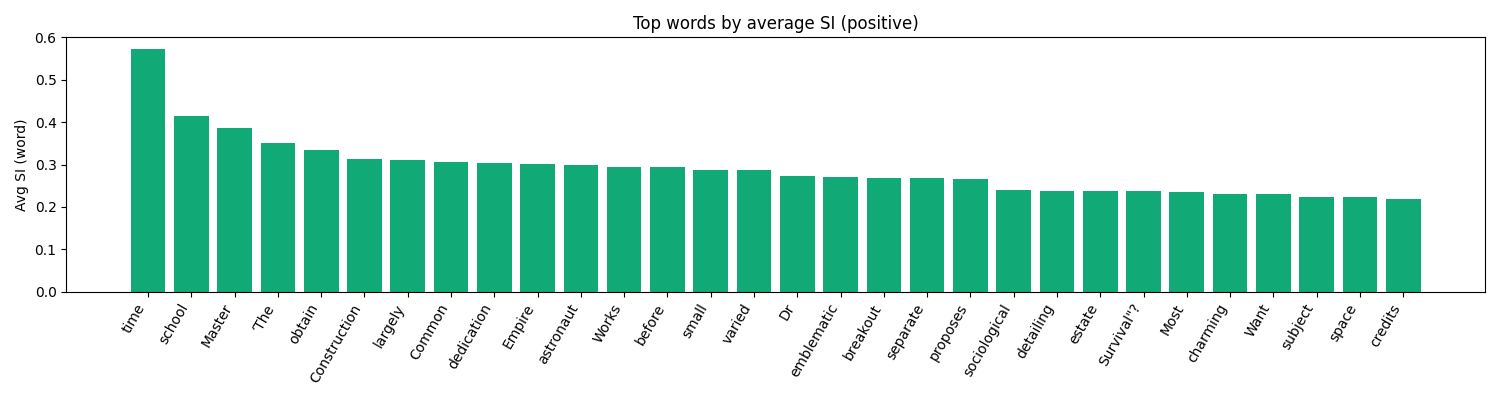 Top words by average SI (positive)
Avg SI (word)
0.6
0.5
0.4
0.3
0.2
0.1
0.0
time
school
Master
'The
obtain
Construction
largely
Common
dedication
Empire
astronaut
Works
before
small
varied
Dr
emblematic
breakout
separate
proposes
sociological
detailing
estate
Survival"?
Most
charming
Want
subject
space
credits